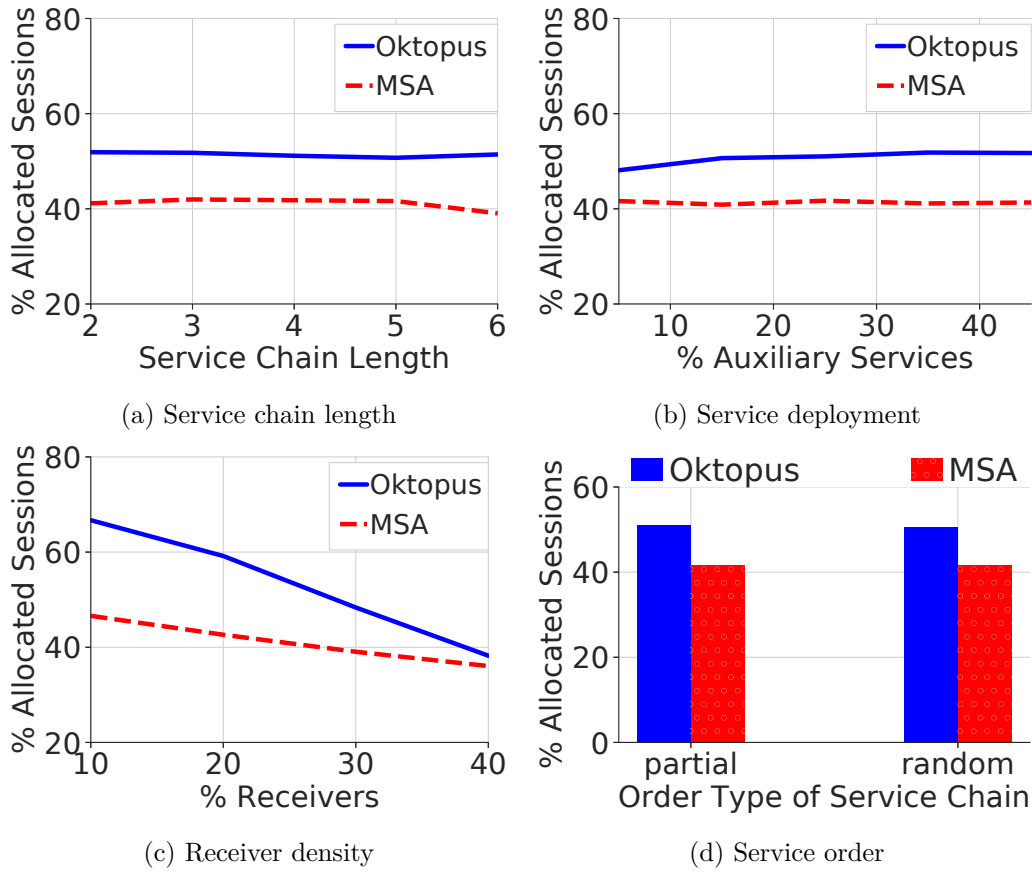 % Allocated Sessions
80
60
40
20
Oktopus
MSA
2 3 4 5 6
Service Chain Length
(a) Service chain length
% Allocated Sessions
80
60
40
20
Oktopus
MSA
10 20 30 40
% Auxiliary Services
(b) Service deployment
% Allocated Sessions
80
60
40
20
Oktopus
MSA
10 20 30 40
% Receivers
(c) Receiver density
% Allocated Sessions
Oktopus MSA
60
40
20
0
partial random
Order Type of Service Chain
(d) Service order